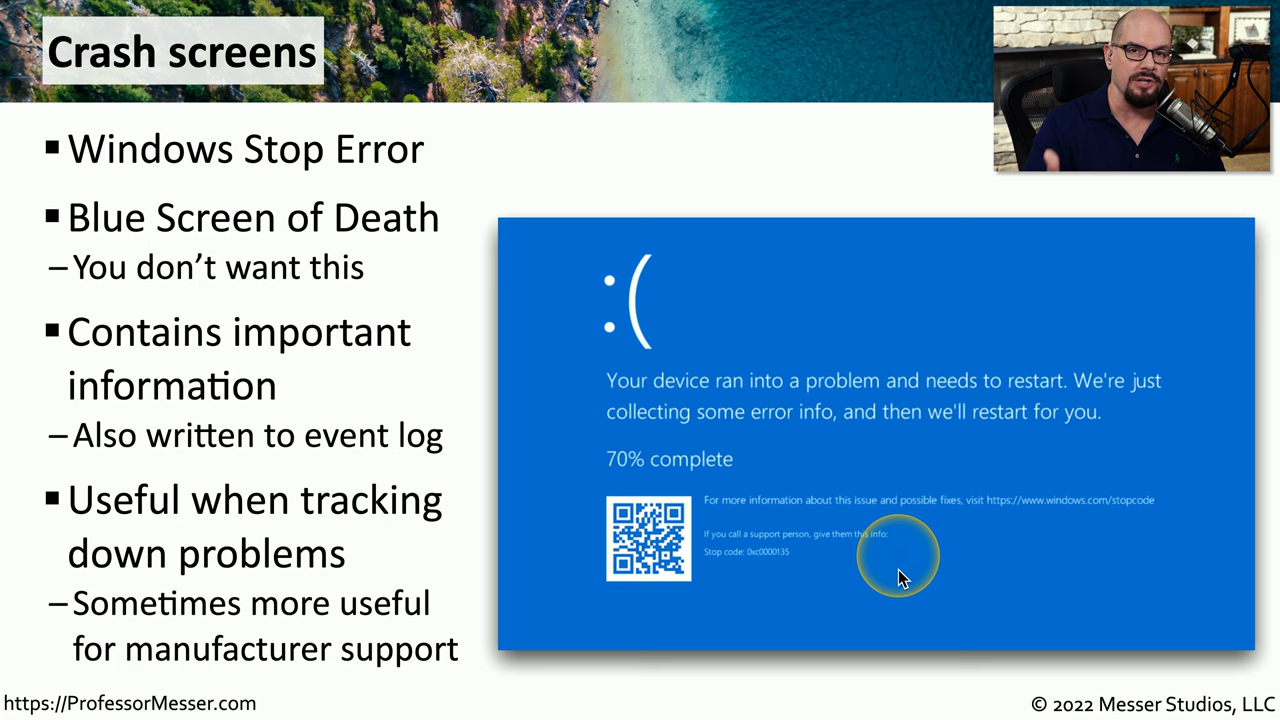 Crash screens
▪ Windows Stop Error
▪ Blue Screen of Death
– You don't want this
▪ Contains important
information
– Also written to event log
▪ Useful when tracking
down problems
– Sometimes more useful
for manufacturer support
:(
Your device ran into a problem and needs to restart. We're just
collecting some error info, and then we'll restart for you.
70% complete
For more information about this issue and possible fixes, visit https://www.windows.com/stopcode
If you call a support person, give them this info:
Stop code: 0xc0000135
https://ProfessorMesser.com
© 2022 Messer Studios, LLC